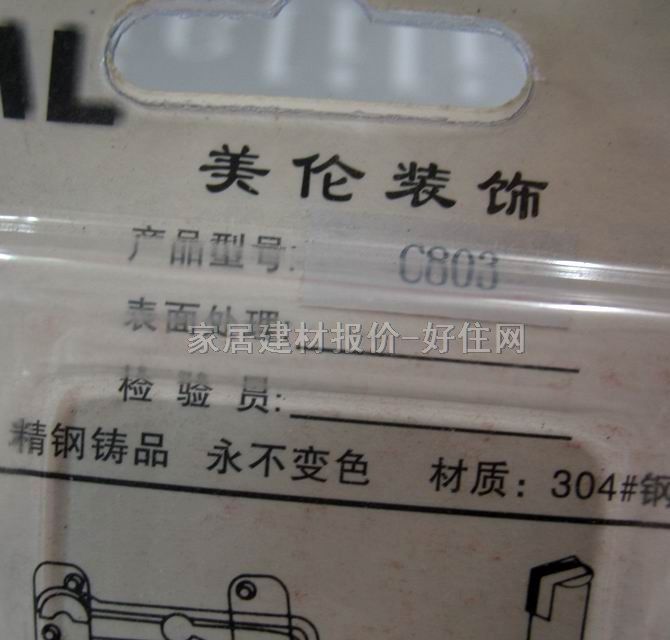 AL
美伦装饰
产品型号: C803
表面处理:
家居建材报价-好住网
检验员:
精钢铸品 永不变色 材质: 304#钢